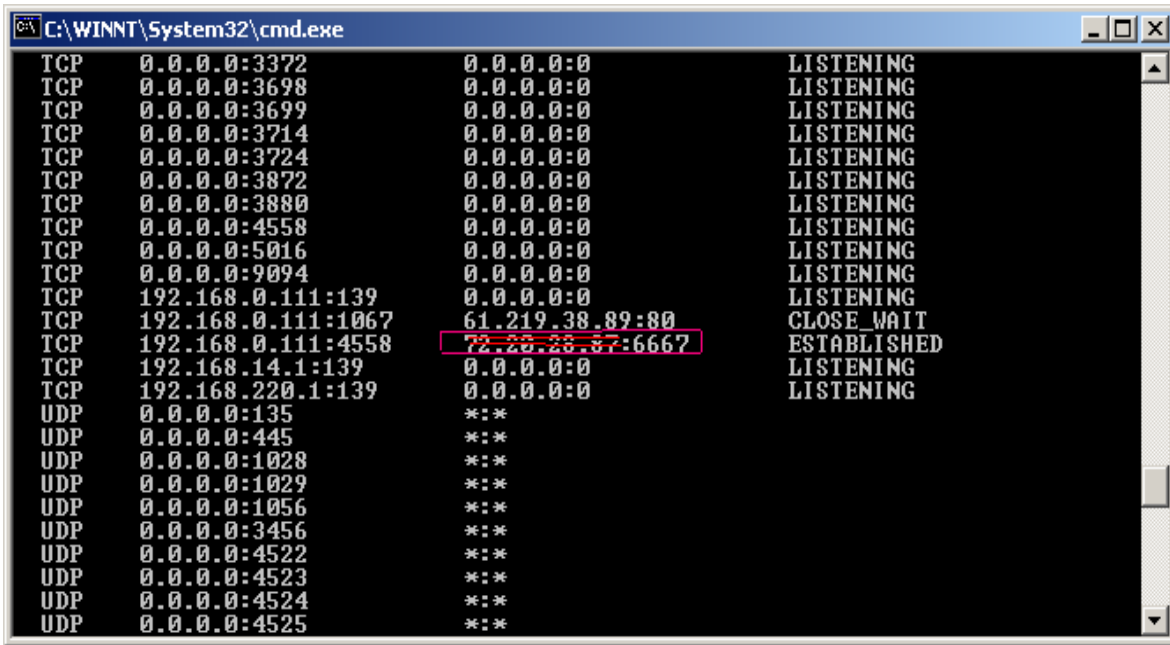 C:\WINNT\System32\cmd.exe
TCP 0.0.0.0:3372 0.0.0.0:0 LISTENING
TCP 0.0.0.0:3698 0.0.0.0:0 LISTENING
TCP 0.0.0.0:3699 0.0.0.0:0 LISTENING
TCP 0.0.0.0:3714 0.0.0.0:0 LISTENING
TCP 0.0.0.0:3724 0.0.0.0:0 LISTENING
TCP 0.0.0.0:3872 0.0.0.0:0 LISTENING
TCP 0.0.0.0:3880 0.0.0.0:0 LISTENING
TCP 0.0.0.0:4558 0.0.0.0:0 LISTENING
TCP 0.0.0.0:5016 0.0.0.0:0 LISTENING
TCP 0.0.0.0:9094 0.0.0.0:0 LISTENING
TCP 192.168.0.111:139 0.0.0.0:0 LISTENING
TCP 192.168.0.111:1067 61.219.38.89:80 CLOSE_WAIT
TCP 192.168.0.111:4558 72.20.28.87:6667 ESTABLISHED
TCP 192.168.14.1:139 0.0.0.0:0 LISTENING
TCP 192.168.220.1:139 0.0.0.0:0 LISTENING
UDP 0.0.0.0:135 *:*
UDP 0.0.0.0:445 *:*
UDP 0.0.0.0:1028 *:*
UDP 0.0.0.0:1029 *:*
UDP 0.0.0.0:1056 *:*
UDP 0.0.0.0:3456 *:*
UDP 0.0.0.0:4522 *:*
UDP 0.0.0.0:4523 *:*
UDP 0.0.0.0:4524 *:*
UDP 0.0.0.0:4525 *:*